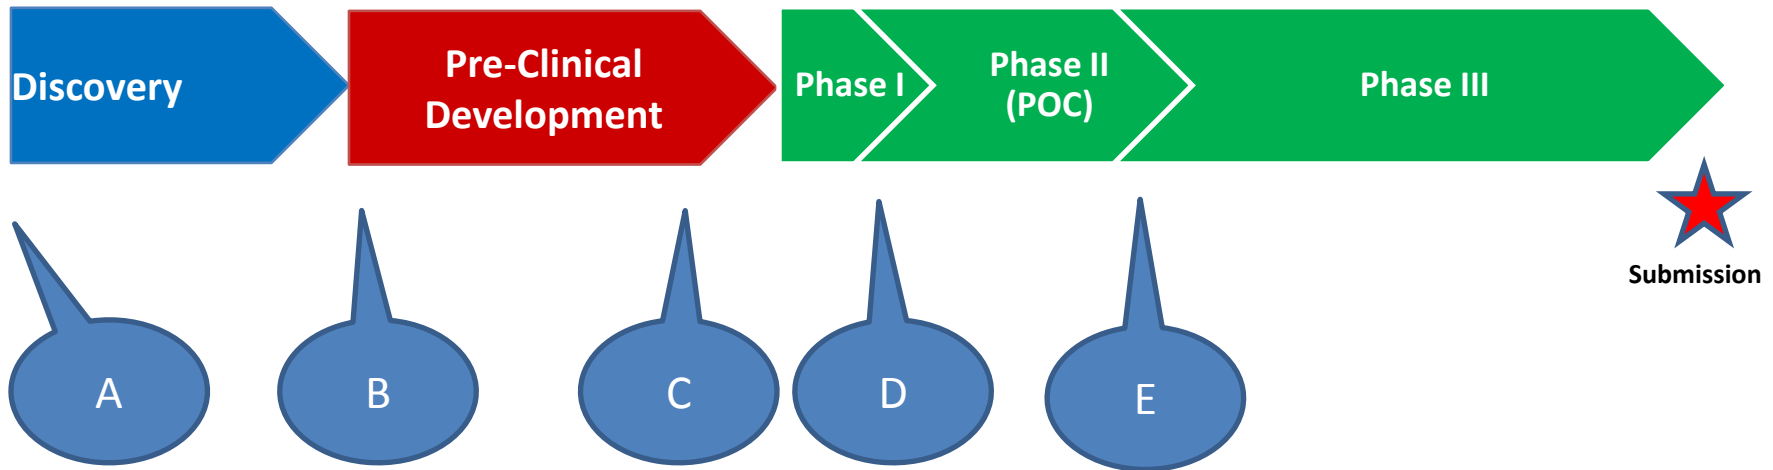 Discovery
Pre-Clinical
Development
Phase I
Phase II
(POC)
Phase III
Submission
A
B
C
D
E